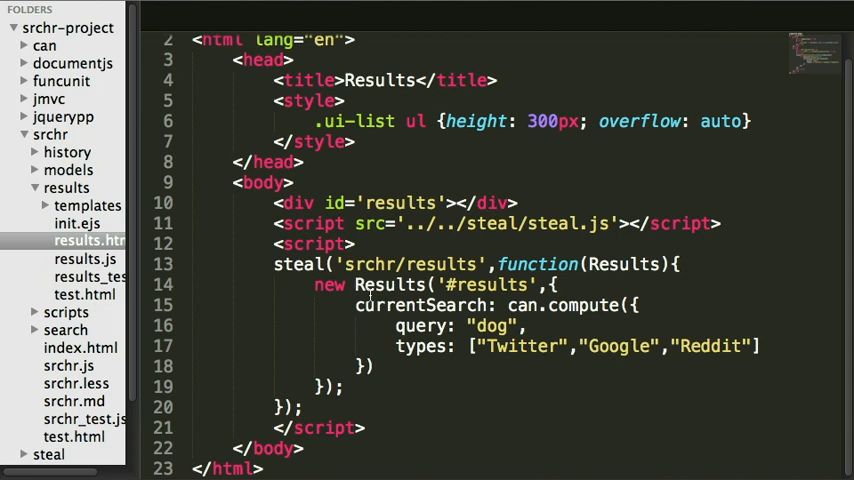 FOLDERS
srchr-project
can
documentjs
funcunit
jmvc
jquerypp
srchr
history
models
results
templates
init.ejs
results.htm
results.js
results_tes
test.html
scripts
search
index.html
srchr.js
srchr.less
srchr.md
srchr_test.js
test.html
steal
2 <html lang="en">
3 <head>
4 <title>Results</title>
5 <style>
6 .ui-list ul {height: 300px; overflow: auto}
7 </style>
8 </head>
9 <body>
10 <div id='results'></div>
11 <script src='../../steal/steal.js'></script>
12 <script>
13 steal('srchr/results',function(Results){
14 new Results('#results',{
15 currentSearch: can.compute({
16 query: "dog",
17 types: ["Twitter","Google","Reddit"]
18 })
19 });
20 });
21 </script>
22 </body>
23 </html>